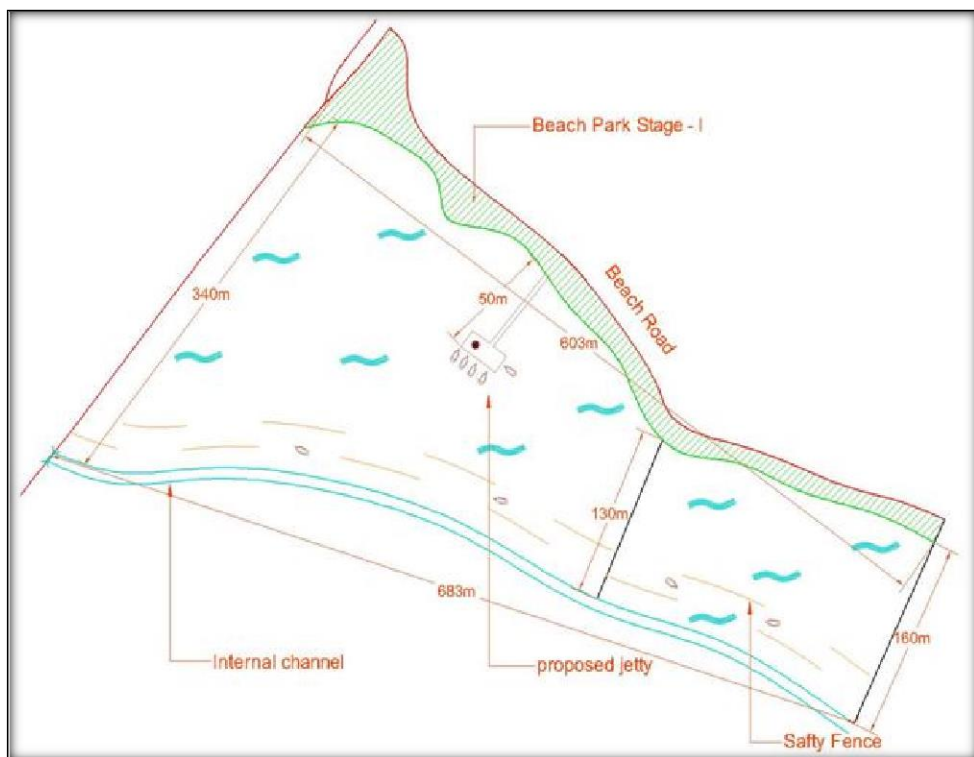 Beach Park Stage - I
Beach Road
340m
50m
603m
130m
683m
160m
Internal channel
proposed jetty
Safty Fence